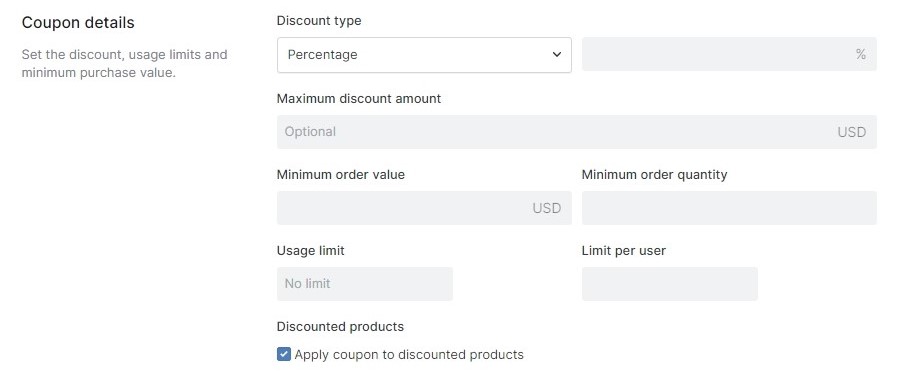 Coupon details
Set the discount, usage limits and
minimum purchase value.
Discount type
Percentage
%
Maximum discount amount
Optional
USD
Minimum order value
Minimum order quantity
USD
Usage limit
Limit per user
No limit
Discounted products
Apply coupon to discounted products